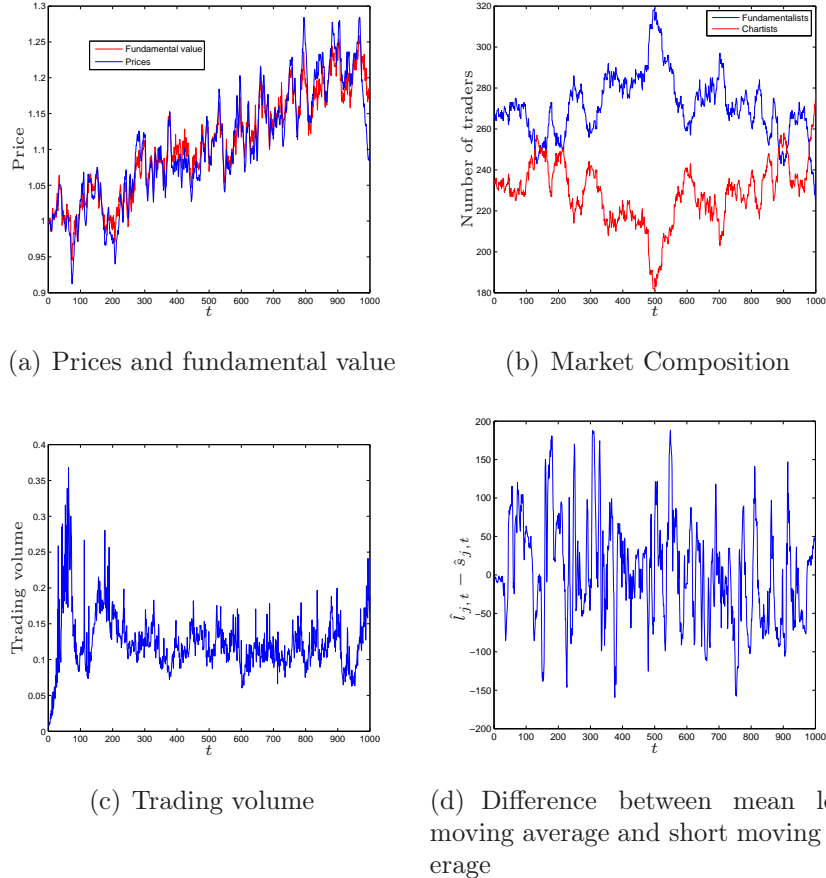 1.3
1.25
1.2
1.15
1.1
1.05
1
0.95
0.9
Price
Fundamental value
Prices
0 100 200 300 400 500 600 700 800 900 1000
t
(a) Prices and fundamental value
320
300
280
260
240
220
200
180
Number of traders
Fundamentalists
Chartists
0 100 200 300 400 500 600 700 800 900 1000
t
(b) Market Composition
0.4
0.35
0.3
0.25
0.2
0.15
0.1
0.05
0
Trading volume
0 100 200 300 400 500 600 700 800 900 1000
t
(c) Trading volume
200
150
100
50
0
−50
−100
−150
−200
l̂j,t − ŝj,t
0 100 200 300 400 500 600 700 800 900 1000
t
(d) Difference between mean lo
moving average and short moving
erage